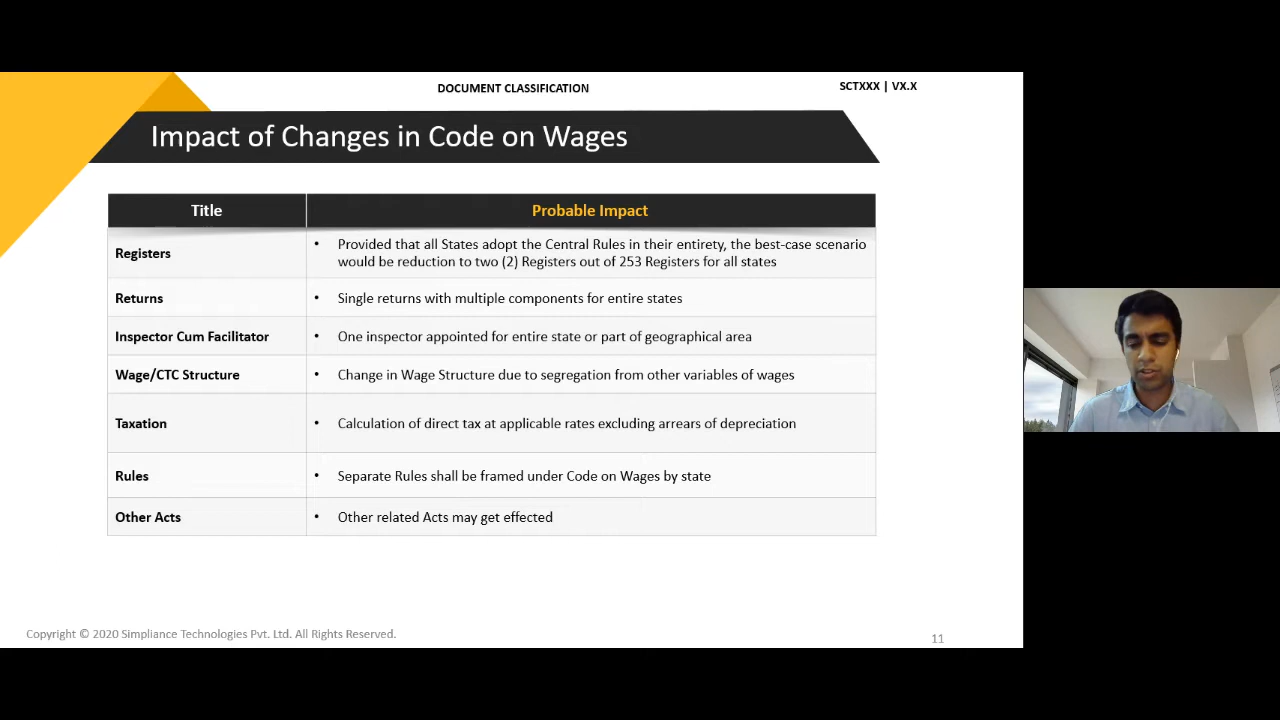 DOCUMENT CLASSIFICATION
SCTXXX | VX.X
Impact of Changes in Code on Wages
Title
Probable Impact
Registers
• Provided that all States adopt the Central Rules in their entirety, the best-case scenario
would be reduction to two (2) Registers out of 253 Registers for all states
Returns
• Single returns with multiple components for entire states
Inspector Cum Facilitator
• One inspector appointed for entire state or part of geographical area
Wage/CTC Structure
• Change in Wage Structure due to segregation from other variables of wages
Taxation
• Calculation of direct tax at applicable rates excluding arrears of depreciation
Rules
• Separate Rules shall be framed under Code on Wages by state
Other Acts
• Other related Acts may get effected
Copyright © 2020 Simpliance Technologies Pvt. Ltd. All Rights Reserved.
11